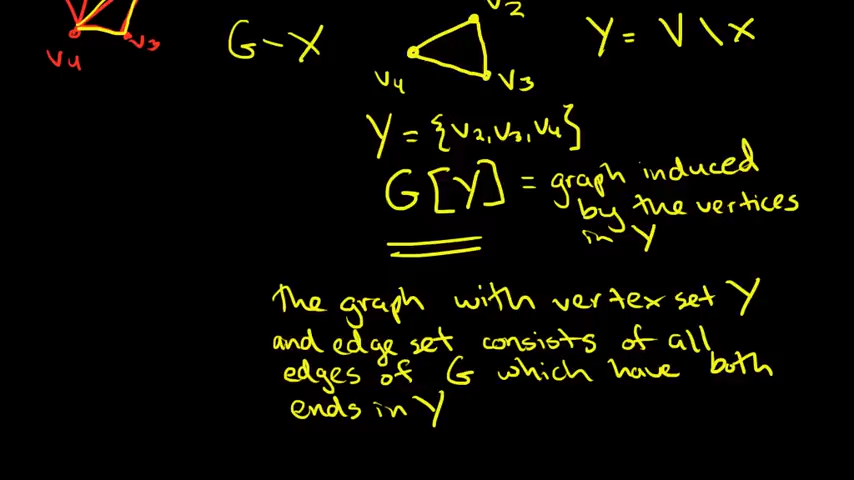 V2
V4
V3
G-X
Y = V \ X
V4
V3
Y = {V2, V3, V4}
G[Y] = graph induced
by the vertices
in Y
The graph with vertex set Y
and edge set consists of all
edges of G which have both
ends in Y